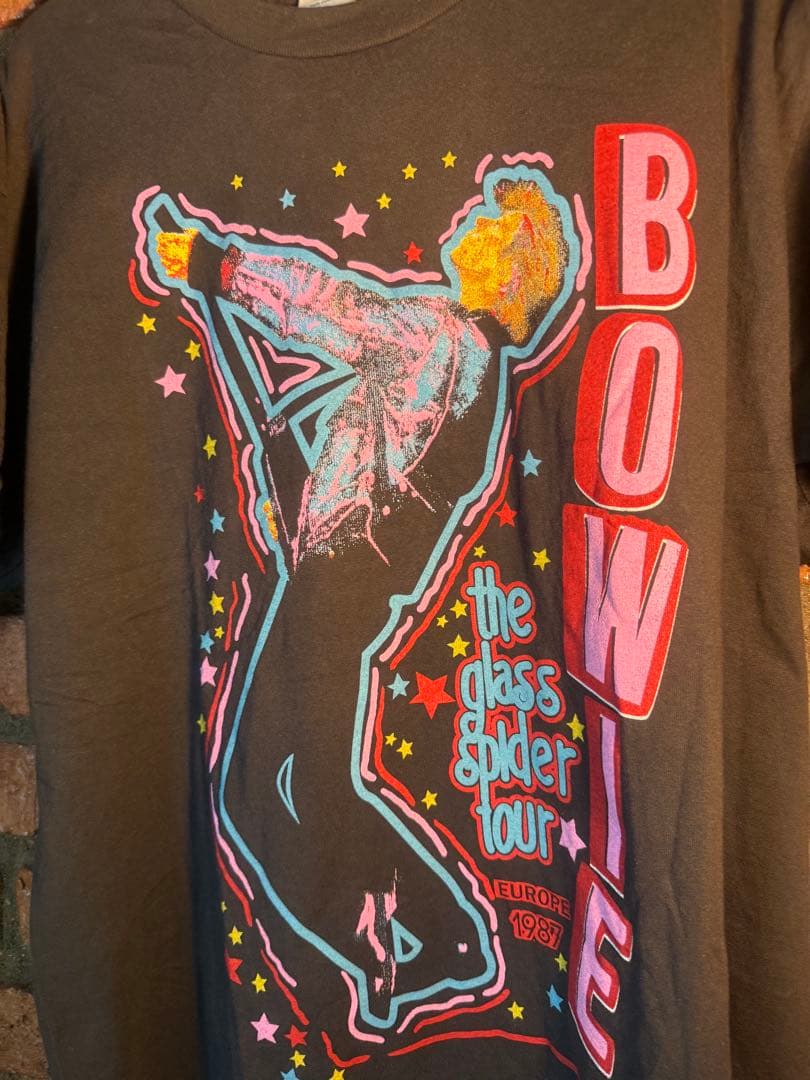 BOWIE
the
glass
spider
tour
EUROPE
1987